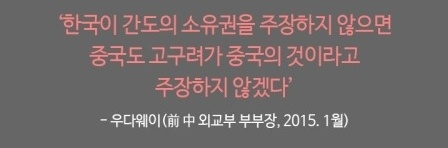 ‘한국이 간도의 소유권을 주장하지 않으면
중국도 고구려가 중국의 것이라고
주장하지 않겠다’
- 우다웨이(前 中 외교부 부부장, 2015. 1월)